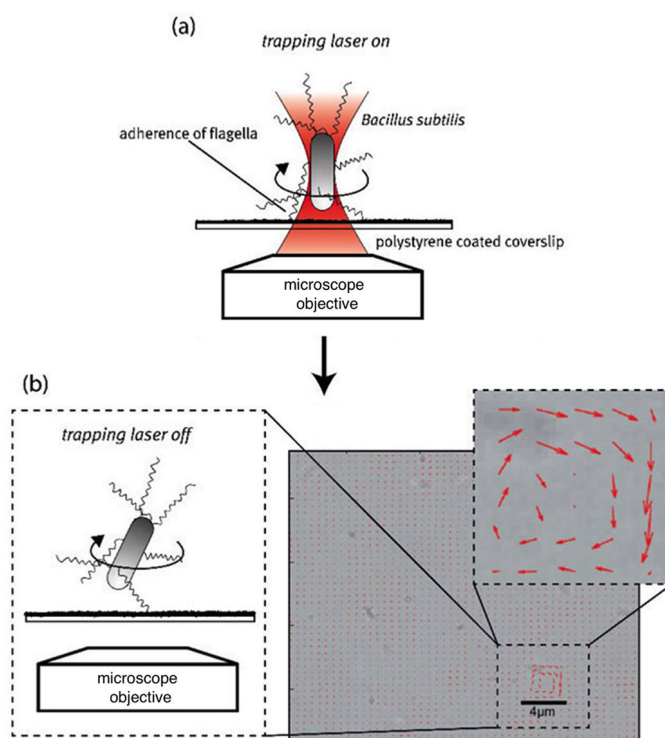 (a)
trapping laser on
Bacillus subtilis
adherence of flagella
polystyrene coated coverslip
microscope
objective
(b)
trapping laser off
microscope
objective
4μm